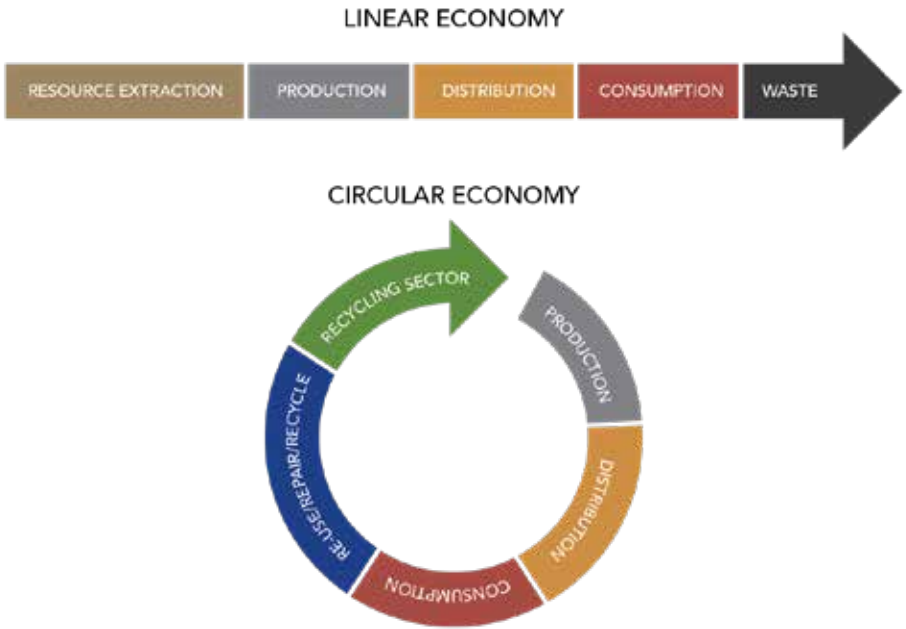 LINEAR ECONOMY
RESOURCE EXTRACTION
PRODUCTION
DISTRIBUTION
CONSUMPTION
WASTE
CIRCULAR ECONOMY
RECYCLING SECTOR
PRODUCTION
DISTRIBUTION
CONSUMPTION
RE-USE/REPAIR/RECYCLE